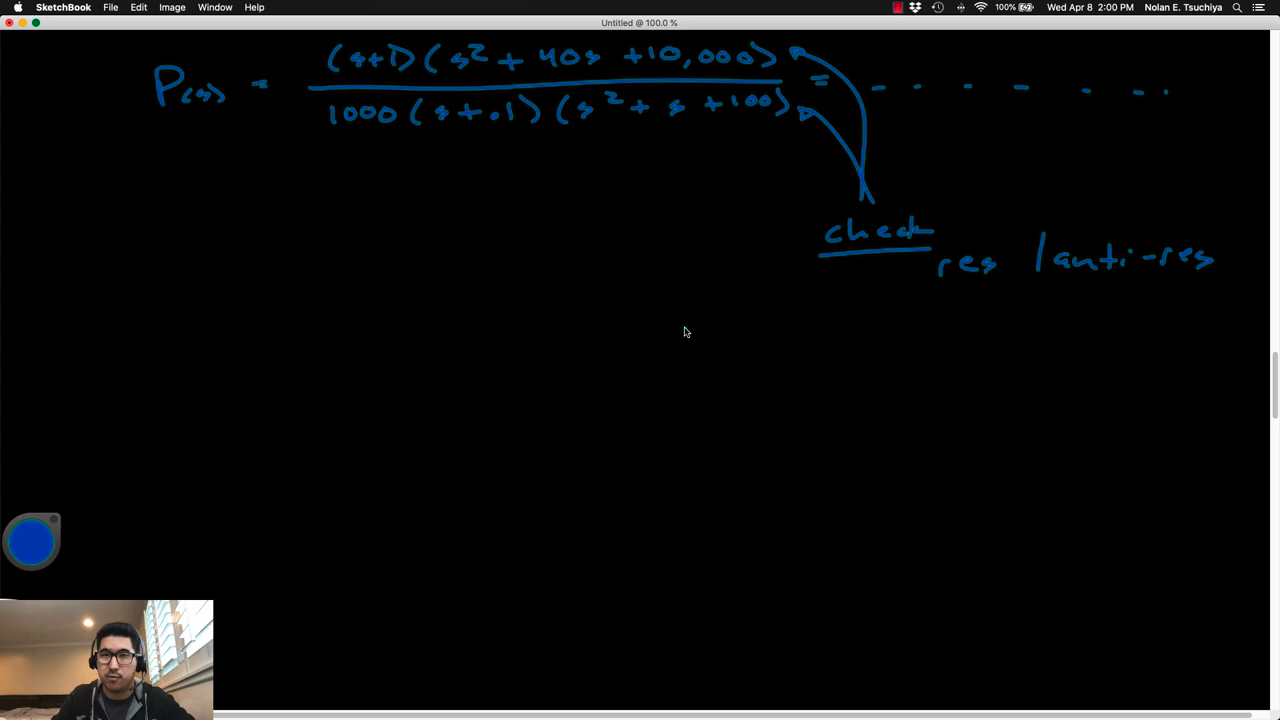 SketchBook File Edit Image Window Help 100% Wed Apr 8 2:00 PM Nolan E. Tsuchiya
Untitled @ 100.0 %
P(s) = (s+1)(s² + 40s + 10,000) / 1000(s + .1)(s² + s + 100) =
check
res / anti-res